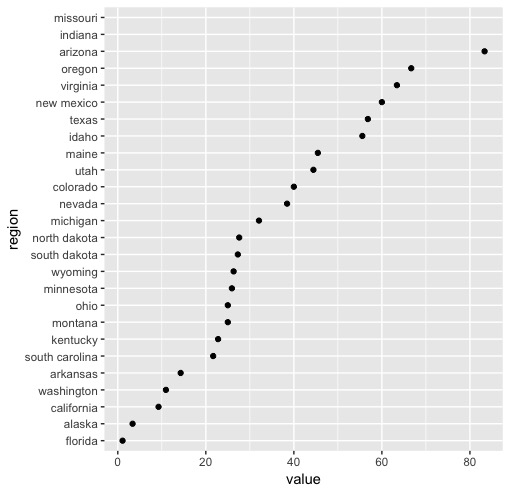 missouri
indiana
arizona
oregon
virginia
new mexico
texas
idaho
maine
utah
colorado
nevada
michigan
north dakota
south dakota
wyoming
minnesota
ohio
montana
kentucky
south carolina
arkansas
washington
california
alaska
florida
region
0 20 40 60 80
value